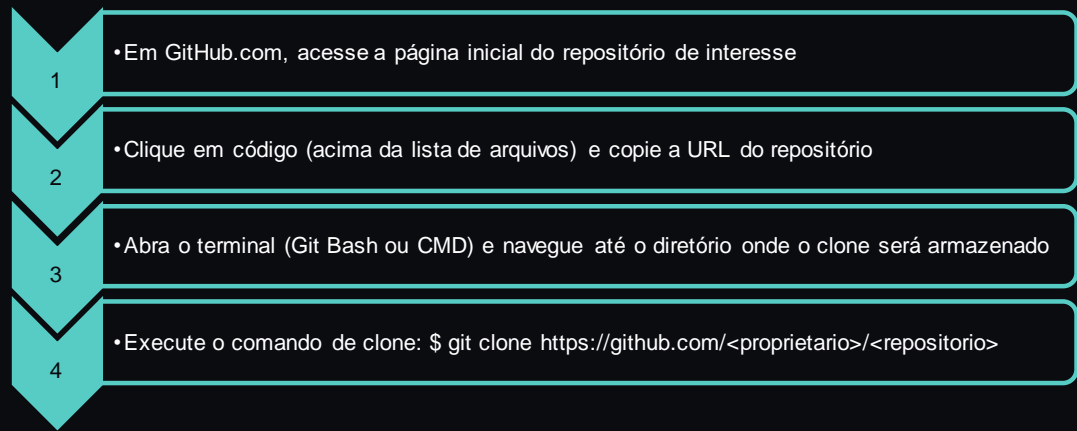 1
•Em GitHub.com, acesse a página inicial do repositório de interesse
2
•Clique em código (acima da lista de arquivos) e copie a URL do repositório
3
•Abra o terminal (Git Bash ou CMD) e navegue até o diretório onde o clone será armazenado
4
•Execute o comando de clone: $ git clone https://github.com/<proprietario>/<repositorio>